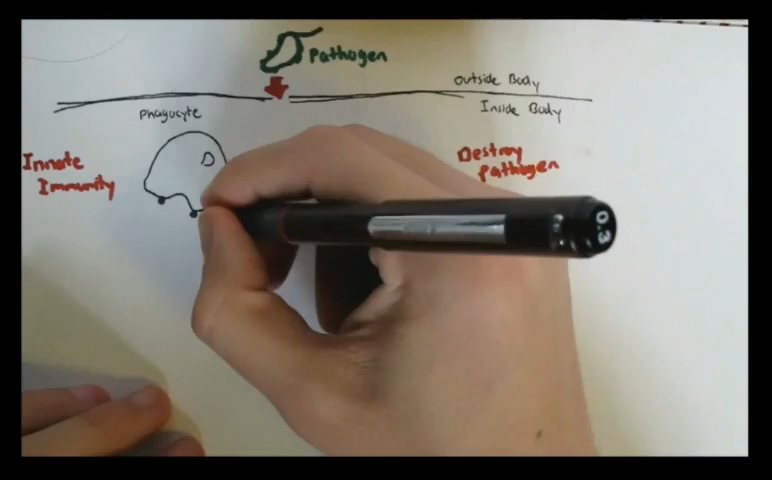 Pathogen
Outside Body
Inside Body
Phagocyte
Innate
Immunity
Destroy
Pathogen
0.3